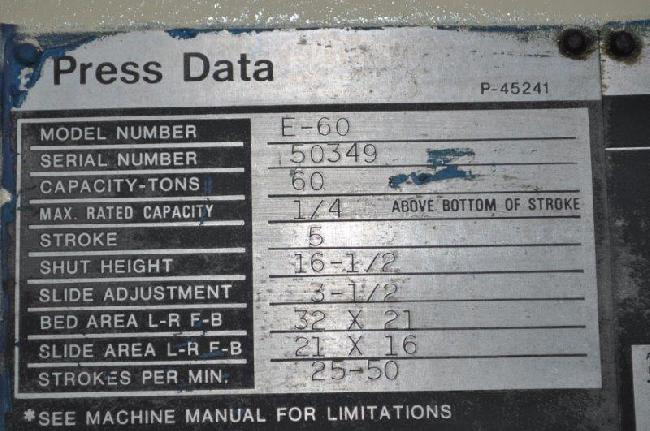 Press Data
P-45241
MODEL NUMBER E-60
SERIAL NUMBER 50349
CAPACITY-TONS 60
MAX. RATED CAPACITY 1/4 ABOVE BOTTOM OF STROKE
STROKE 5
SHUT HEIGHT 16-1/2
SLIDE ADJUSTMENT 3-1/2
BED AREA L-R F-B 32 X 21
SLIDE AREA L-R F-B 21 X 16
STROKES PER MIN. 25-50
*SEE MACHINE MANUAL FOR LIMITATIONS